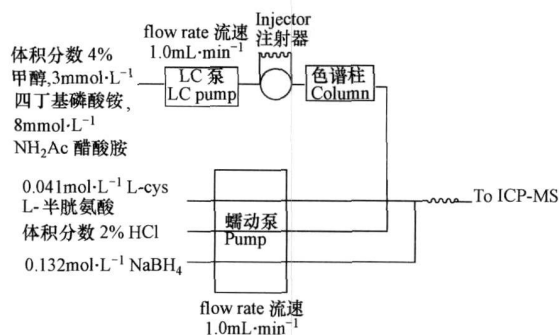 flow rate 流速
1.0mL·min⁻¹
Injector
注射器
体积分数 4%
甲醇,3mmol·L⁻¹
四丁基磷酸铵,
8mmol·L⁻¹
NH₂Ac 醋酸胺
LC 泵
LC pump
色谱柱
Column
0.041mol·L⁻¹ L-cys
L-半胱氨酸
体积分数 2% HCl
0.132mol·L⁻¹ NaBH₄
蠕动泵
Pump
To ICP-MS
flow rate 流速
1.0mL·min⁻¹